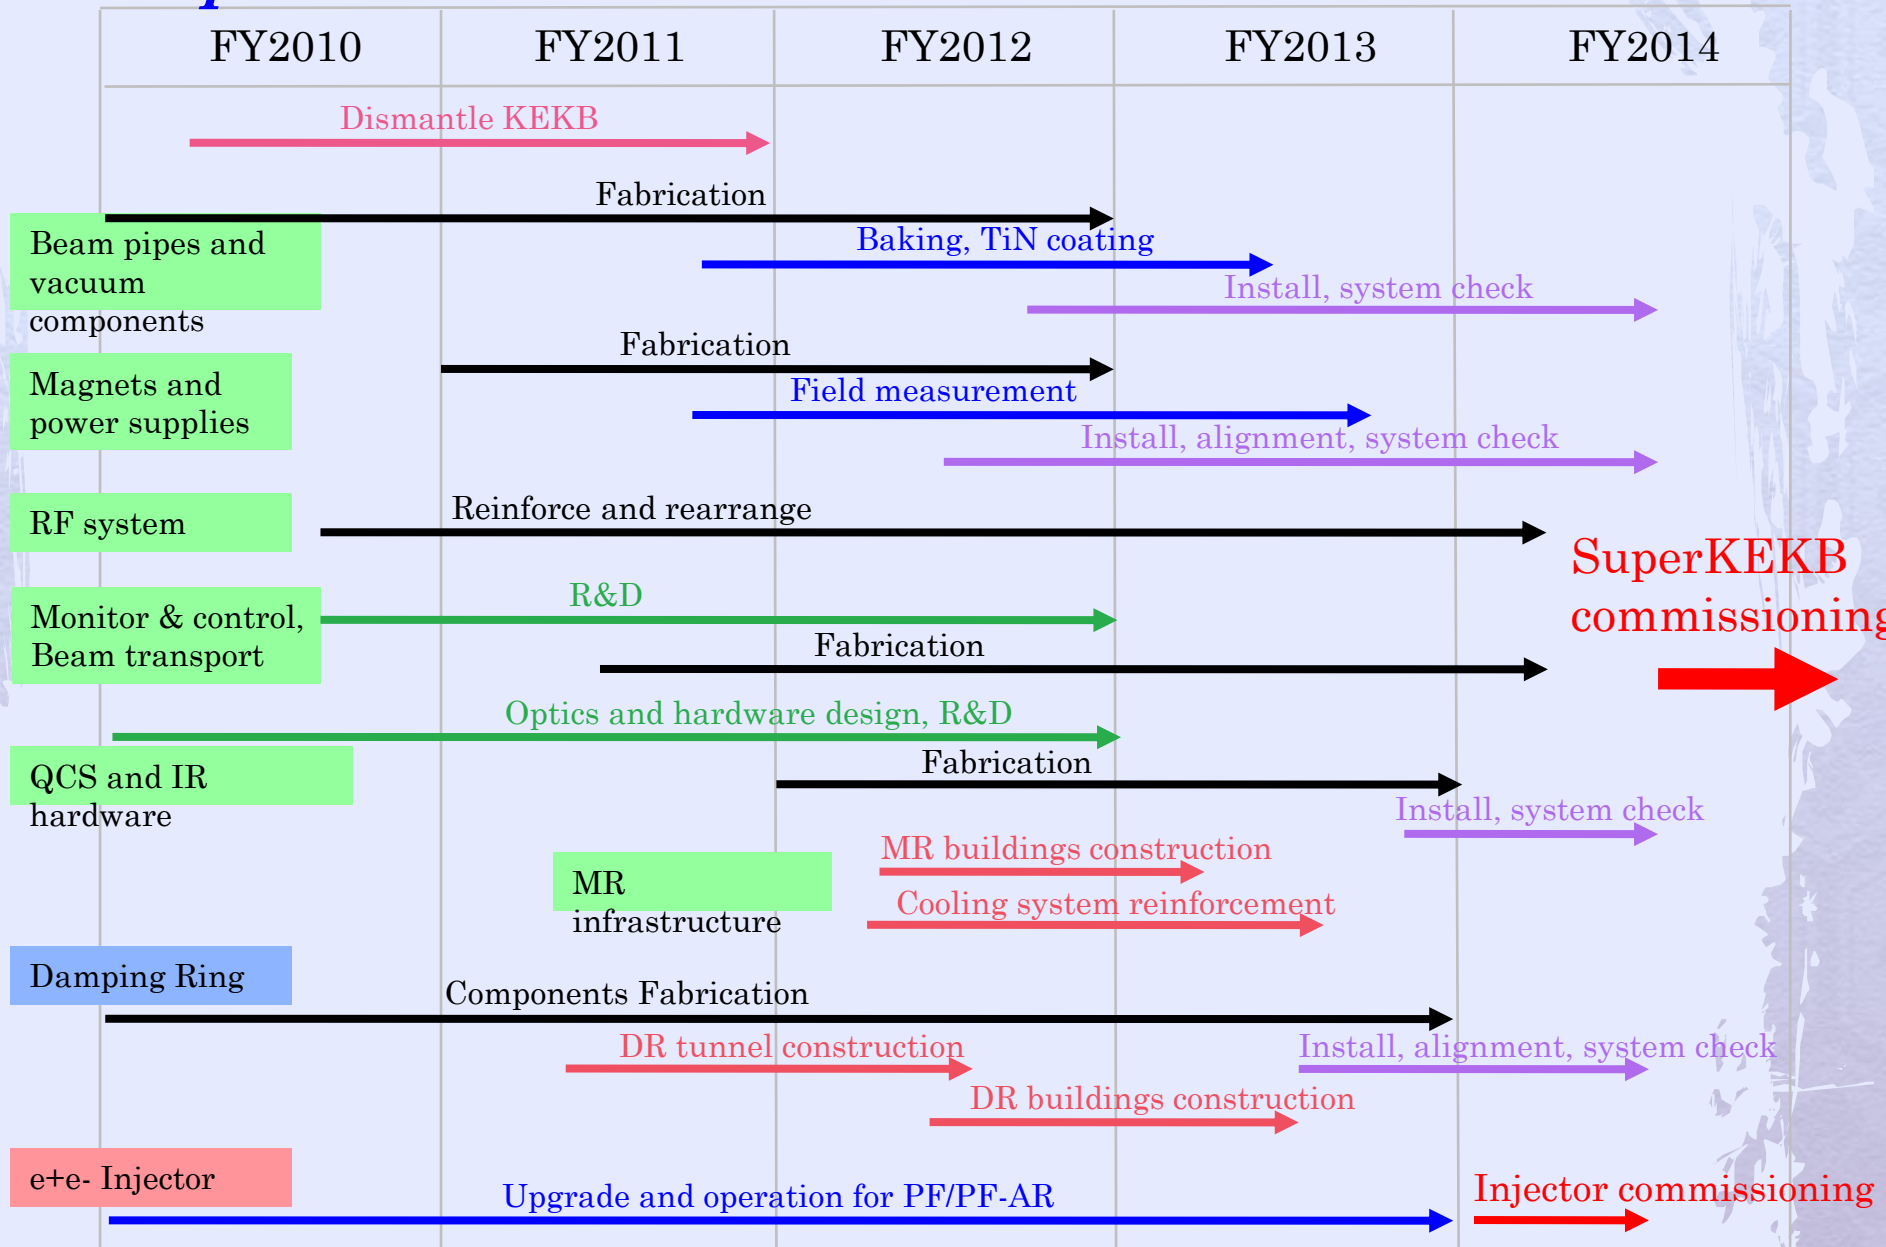 FY2010 FY2011 FY2012 FY2013 FY2014
Dismantle KEKB
Fabrication
Beam pipes and
vacuum
components
Baking, TiN coating
Install, system check
Fabrication
Magnets and
power supplies
Field measurement
Install, alignment, system check
RF system
Reinforce and rearrange
SuperKEKB
commissioning
Monitor & control,
Beam transport
R&D
Fabrication
Optics and hardware design, R&D
QCS and IR
hardware
Fabrication
Install, system check
MR
infrastructure
MR buildings construction
Cooling system reinforcement
Damping Ring
Components Fabrication
DR tunnel construction
Install, alignment, system check
DR buildings construction
e+e- Injector
Upgrade and operation for PF/PF-AR
Injector commissioning